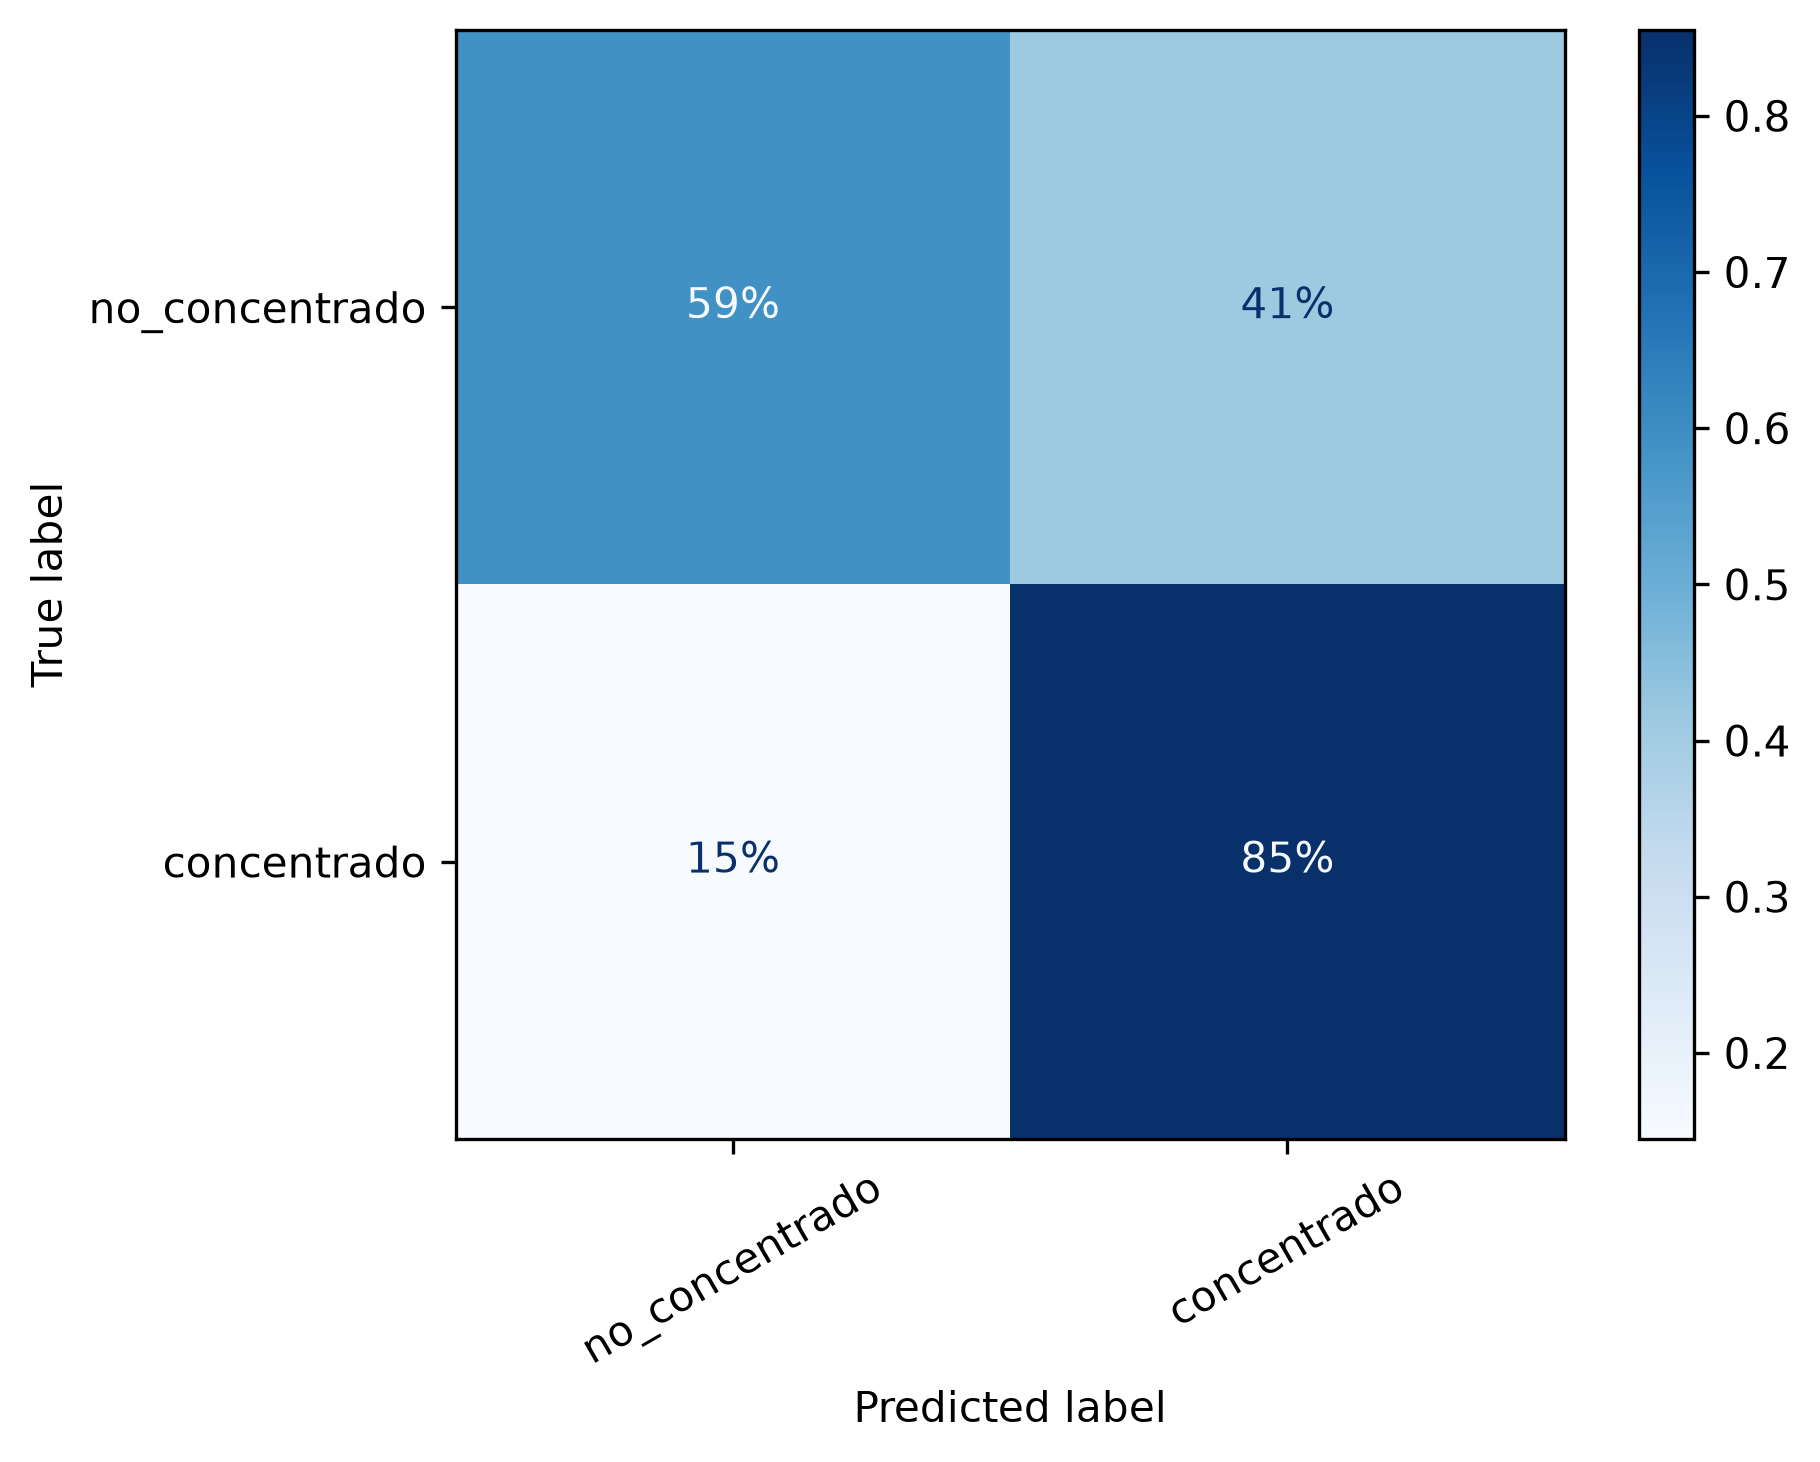 no_concentrado
concentrado
True label
59%
41%
15%
85%
no_concentrado
concentrado
Predicted label
0.8
0.7
0.6
0.5
0.4
0.3
0.2